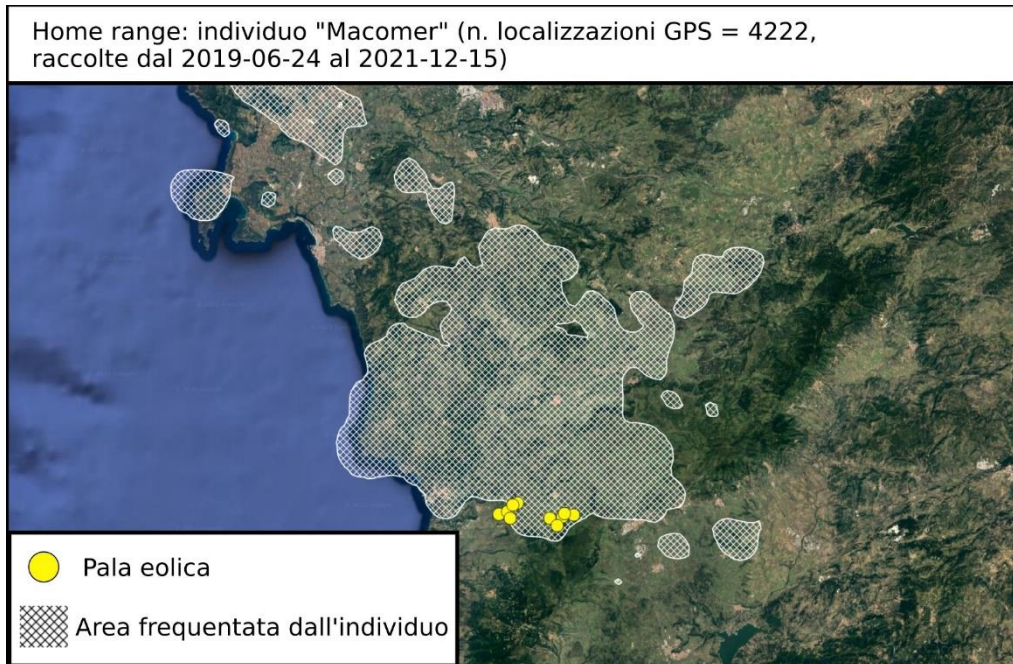 Home range: individuo "Macomer" (n. localizzazioni GPS = 4222,
raccolte dal 2019-06-24 al 2021-12-15)
Pala eolica
Area frequentata dall'individuo